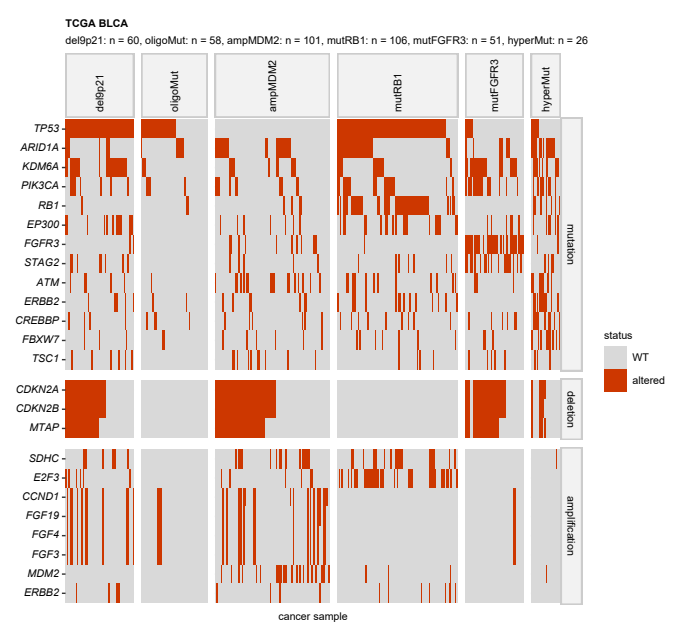 TCGA BLCA
del9p21: n = 60, oligoMut: n = 58, ampMDM2: n = 101, mutRB1: n = 106, mutFGFR3: n = 51, hyperMut: n = 26
del9p21
oligoMut
ampMDM2
mutRB1
mutFGFR3
hyperMut
TP53
ARID1A
KDM6A
PIK3CA
RB1
EP300
FGFR3
STAG2
ATM
ERBB2
CREBBP
FBXW7
TSC1
mutation
CDKN2A
CDKN2B
MTAP
deletion
SDHC
E2F3
CCND1
FGF19
FGF4
FGF3
MDM2
ERBB2
amplification
cancer sample
status
WT
altered